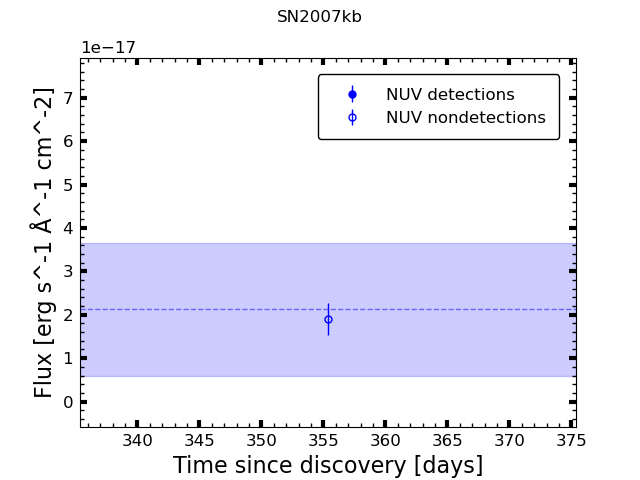 SN2007kb
1e−17
NUV detections
NUV nondetections
7
6
5
4
3
2
1
0
Flux [erg s^-1 Å^-1 cm^-2]
340 345 350 355 360 365 370 375
Time since discovery [days]